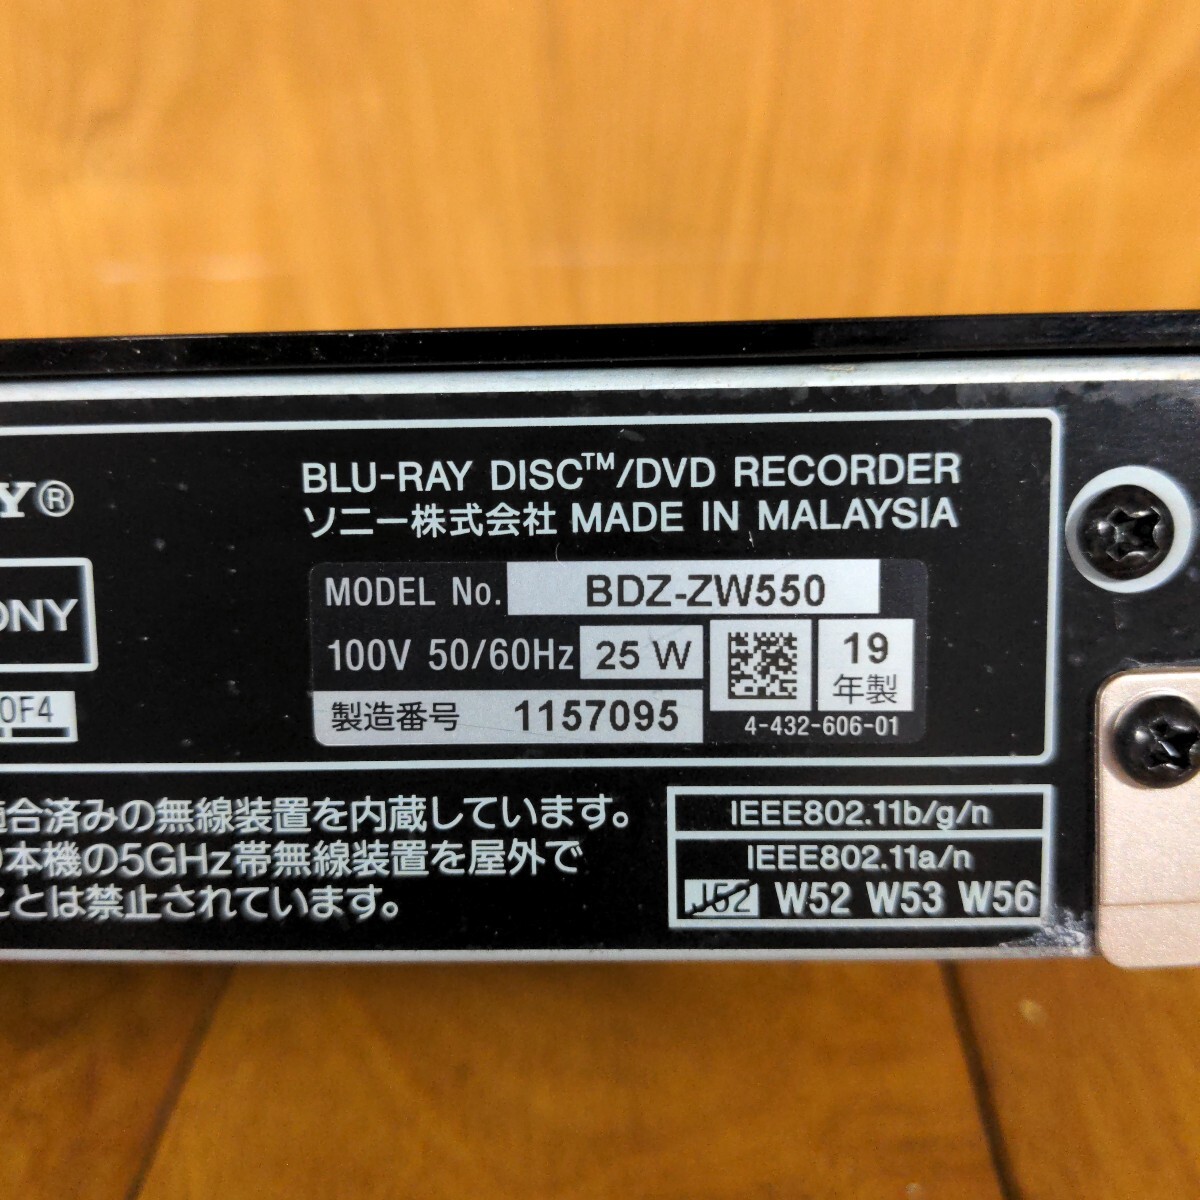 BLU-RAY DISC™/DVD RECORDER
ソニー株式会社 MADE IN MALAYSIA
MODEL No. BDZ-ZW550
100V 50/60Hz 25 W
19
年製
製造番号 1157095
4-432-606-01
合済みの無線装置を内蔵しています。
本機の5GHz帯無線装置を屋外で
ことは禁止されています。
IEEE802.11b/g/n
IEEE802.11a/n
J52 W52 W53 W56